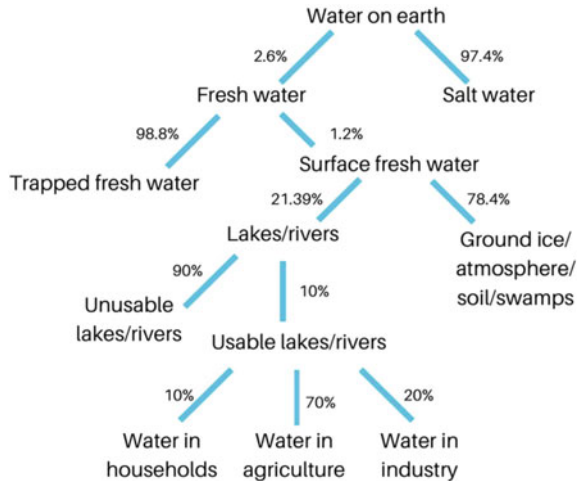 Water on earth
2.6%
97.4%
Fresh water
Salt water
98.8%
1.2%
Trapped fresh water
Surface fresh water
21.39%
78.4%
Lakes/rivers
Ground ice/
atmosphere/
soil/swamps
90%
10%
Unusable
lakes/rivers
Usable lakes/rivers
10%
70%
20%
Water in
households
Water in
agriculture
Water in
industry